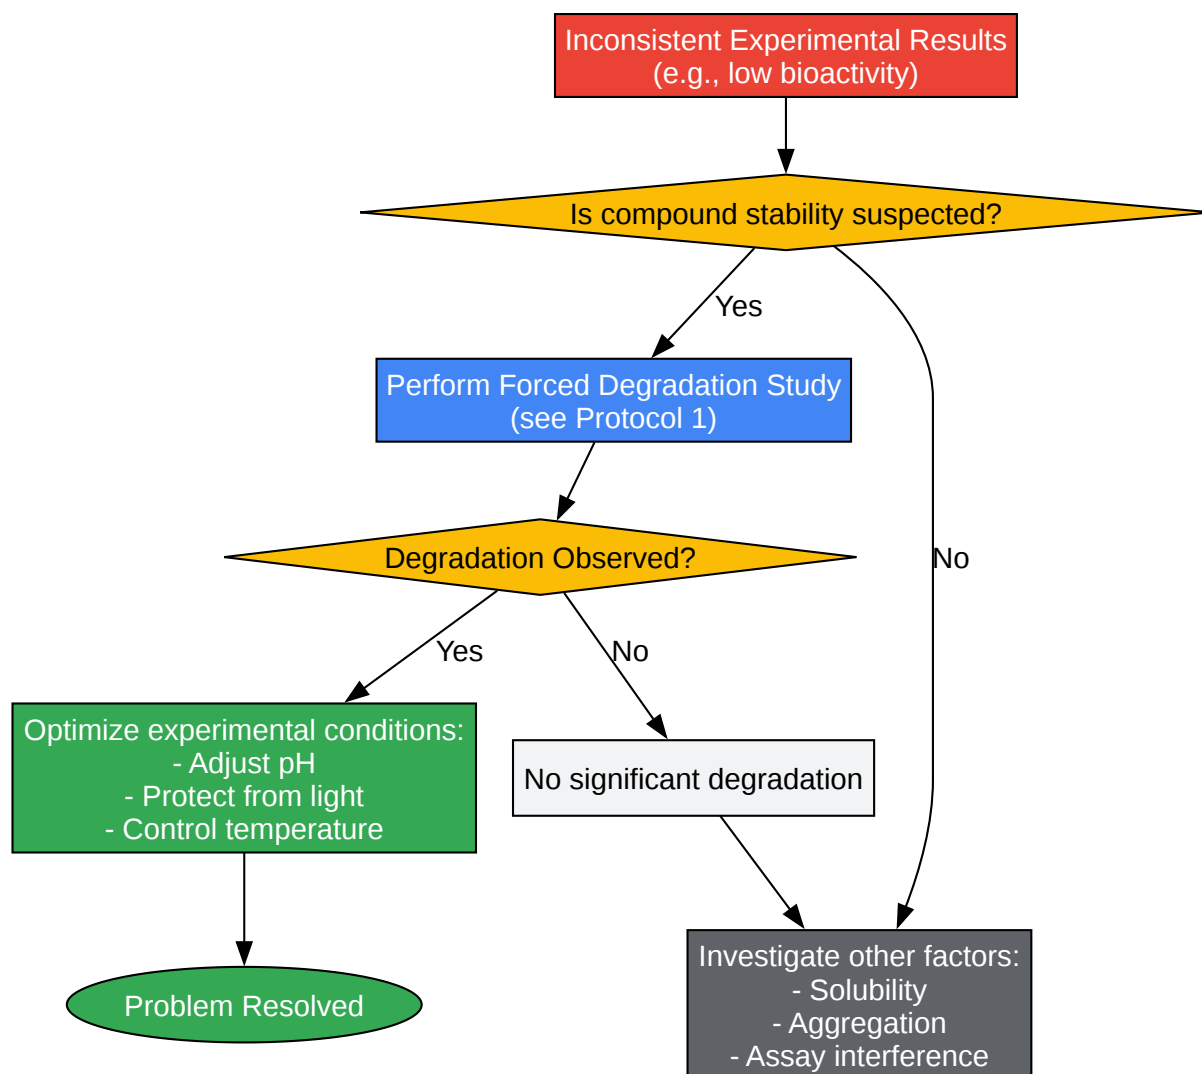 Inconsistent Experimental Results
(e.g., low bioactivity)
Is compound stability suspected?
Yes
Perform Forced Degradation Study
(see Protocol 1)
No
Degradation Observed?
Yes
No
Optimize experimental conditions:
- Adjust pH
- Protect from light
- Control temperature
No significant degradation
Investigate other factors:
- Solubility
- Aggregation
- Assay interference
Problem Resolved